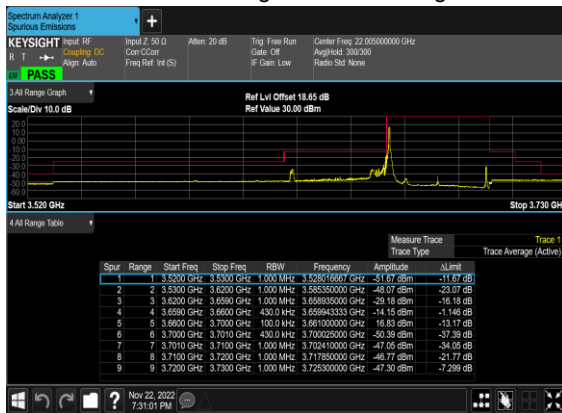 Spectrum Analyzer 1
Spurious Emissions
KEYSIGHT Input: RF Input Z: 50 Ω Atten: 20 dB Trig: Free Run Center Freq: 22.005000000 GHz
R T Coupling: DC Corr CCorr Gate: Off Avg|Hold: 300/300
Align: Auto Freq Ref: Int (S) IF Gain: Low Radio Std: None
PASS
3 All Range Graph
Ref Lvl Offset 18.65 dB
Scale/Div 10.0 dB Ref Value 30.00 dBm
20.0
10.0
0.00
-10.0
-20.0
-30.0
-40.0
-50.0
-60.0
Start 3.520 GHz Stop 3.730 GH
4 All Range Table
Measure Trace Trace 1
Trace Type Trace Average (Active)
Spur Range Start Freq Stop Freq RBW Frequency Amplitude ΔLimit
1 1 3.5200 GHz 3.5300 GHz 1.000 MHz 3.528016667 GHz -51.67 dBm -11.67 dB
2 2 3.5300 GHz 3.6200 GHz 1.000 MHz 3.585350000 GHz -48.07 dBm -23.07 dB
3 3 3.6200 GHz 3.6590 GHz 1.000 MHz 3.658935000 GHz -29.18 dBm -16.18 dB
4 4 3.6590 GHz 3.6600 GHz 430.0 kHz 3.659943333 GHz -14.15 dBm -1.146 dB
5 5 3.6600 GHz 3.7000 GHz 100.0 kHz 3.661000000 GHz 16.83 dBm -13.17 dB
6 6 3.7000 GHz 3.7010 GHz 430.0 kHz 3.700025000 GHz -50.39 dBm -37.39 dB
7 7 3.7010 GHz 3.7100 GHz 1.000 MHz 3.702410000 GHz -47.05 dBm -34.05 dB
8 8 3.7100 GHz 3.7200 GHz 1.000 MHz 3.717850000 GHz -46.77 dBm -21.77 dB
9 9 3.7200 GHz 3.7300 GHz 1.000 MHz 3.725300000 GHz -47.30 dBm -7.299 dB
Nov 22, 2022
7:31:01 PM